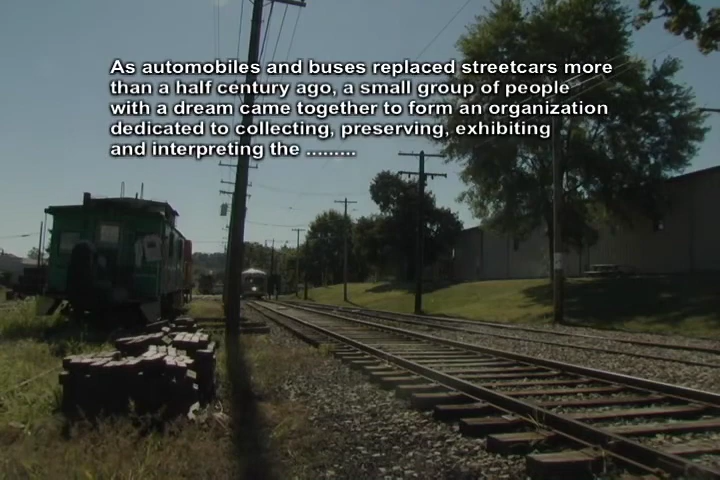 As automobiles and buses replaced streetcars more
than a half century ago, a small group of people
with a dream came together to form an organization
dedicated to collecting, preserving, exhibiting
and interpreting the .........